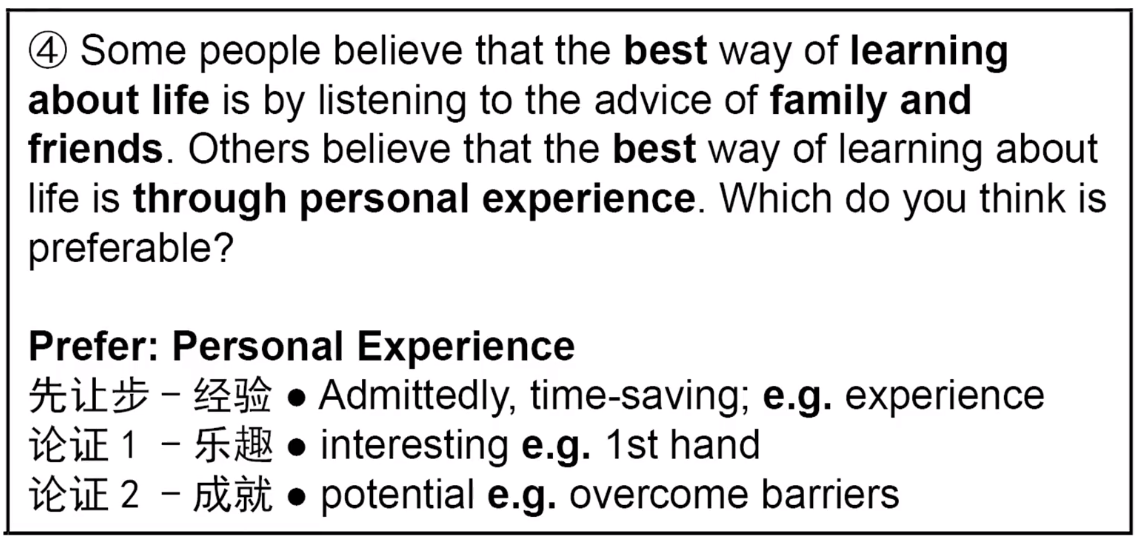 ④ Some people believe that the best way of learning
about life is by listening to the advice of family and
friends. Others believe that the best way of learning about
life is through personal experience. Which do you think is
preferable?
Prefer: Personal Experience
先让步 – 经验 ● Admittedly, time-saving; e.g. experience
论证 1 – 乐趣 ● interesting e.g. 1st hand
论证 2 – 成就 ● potential e.g. overcome barriers